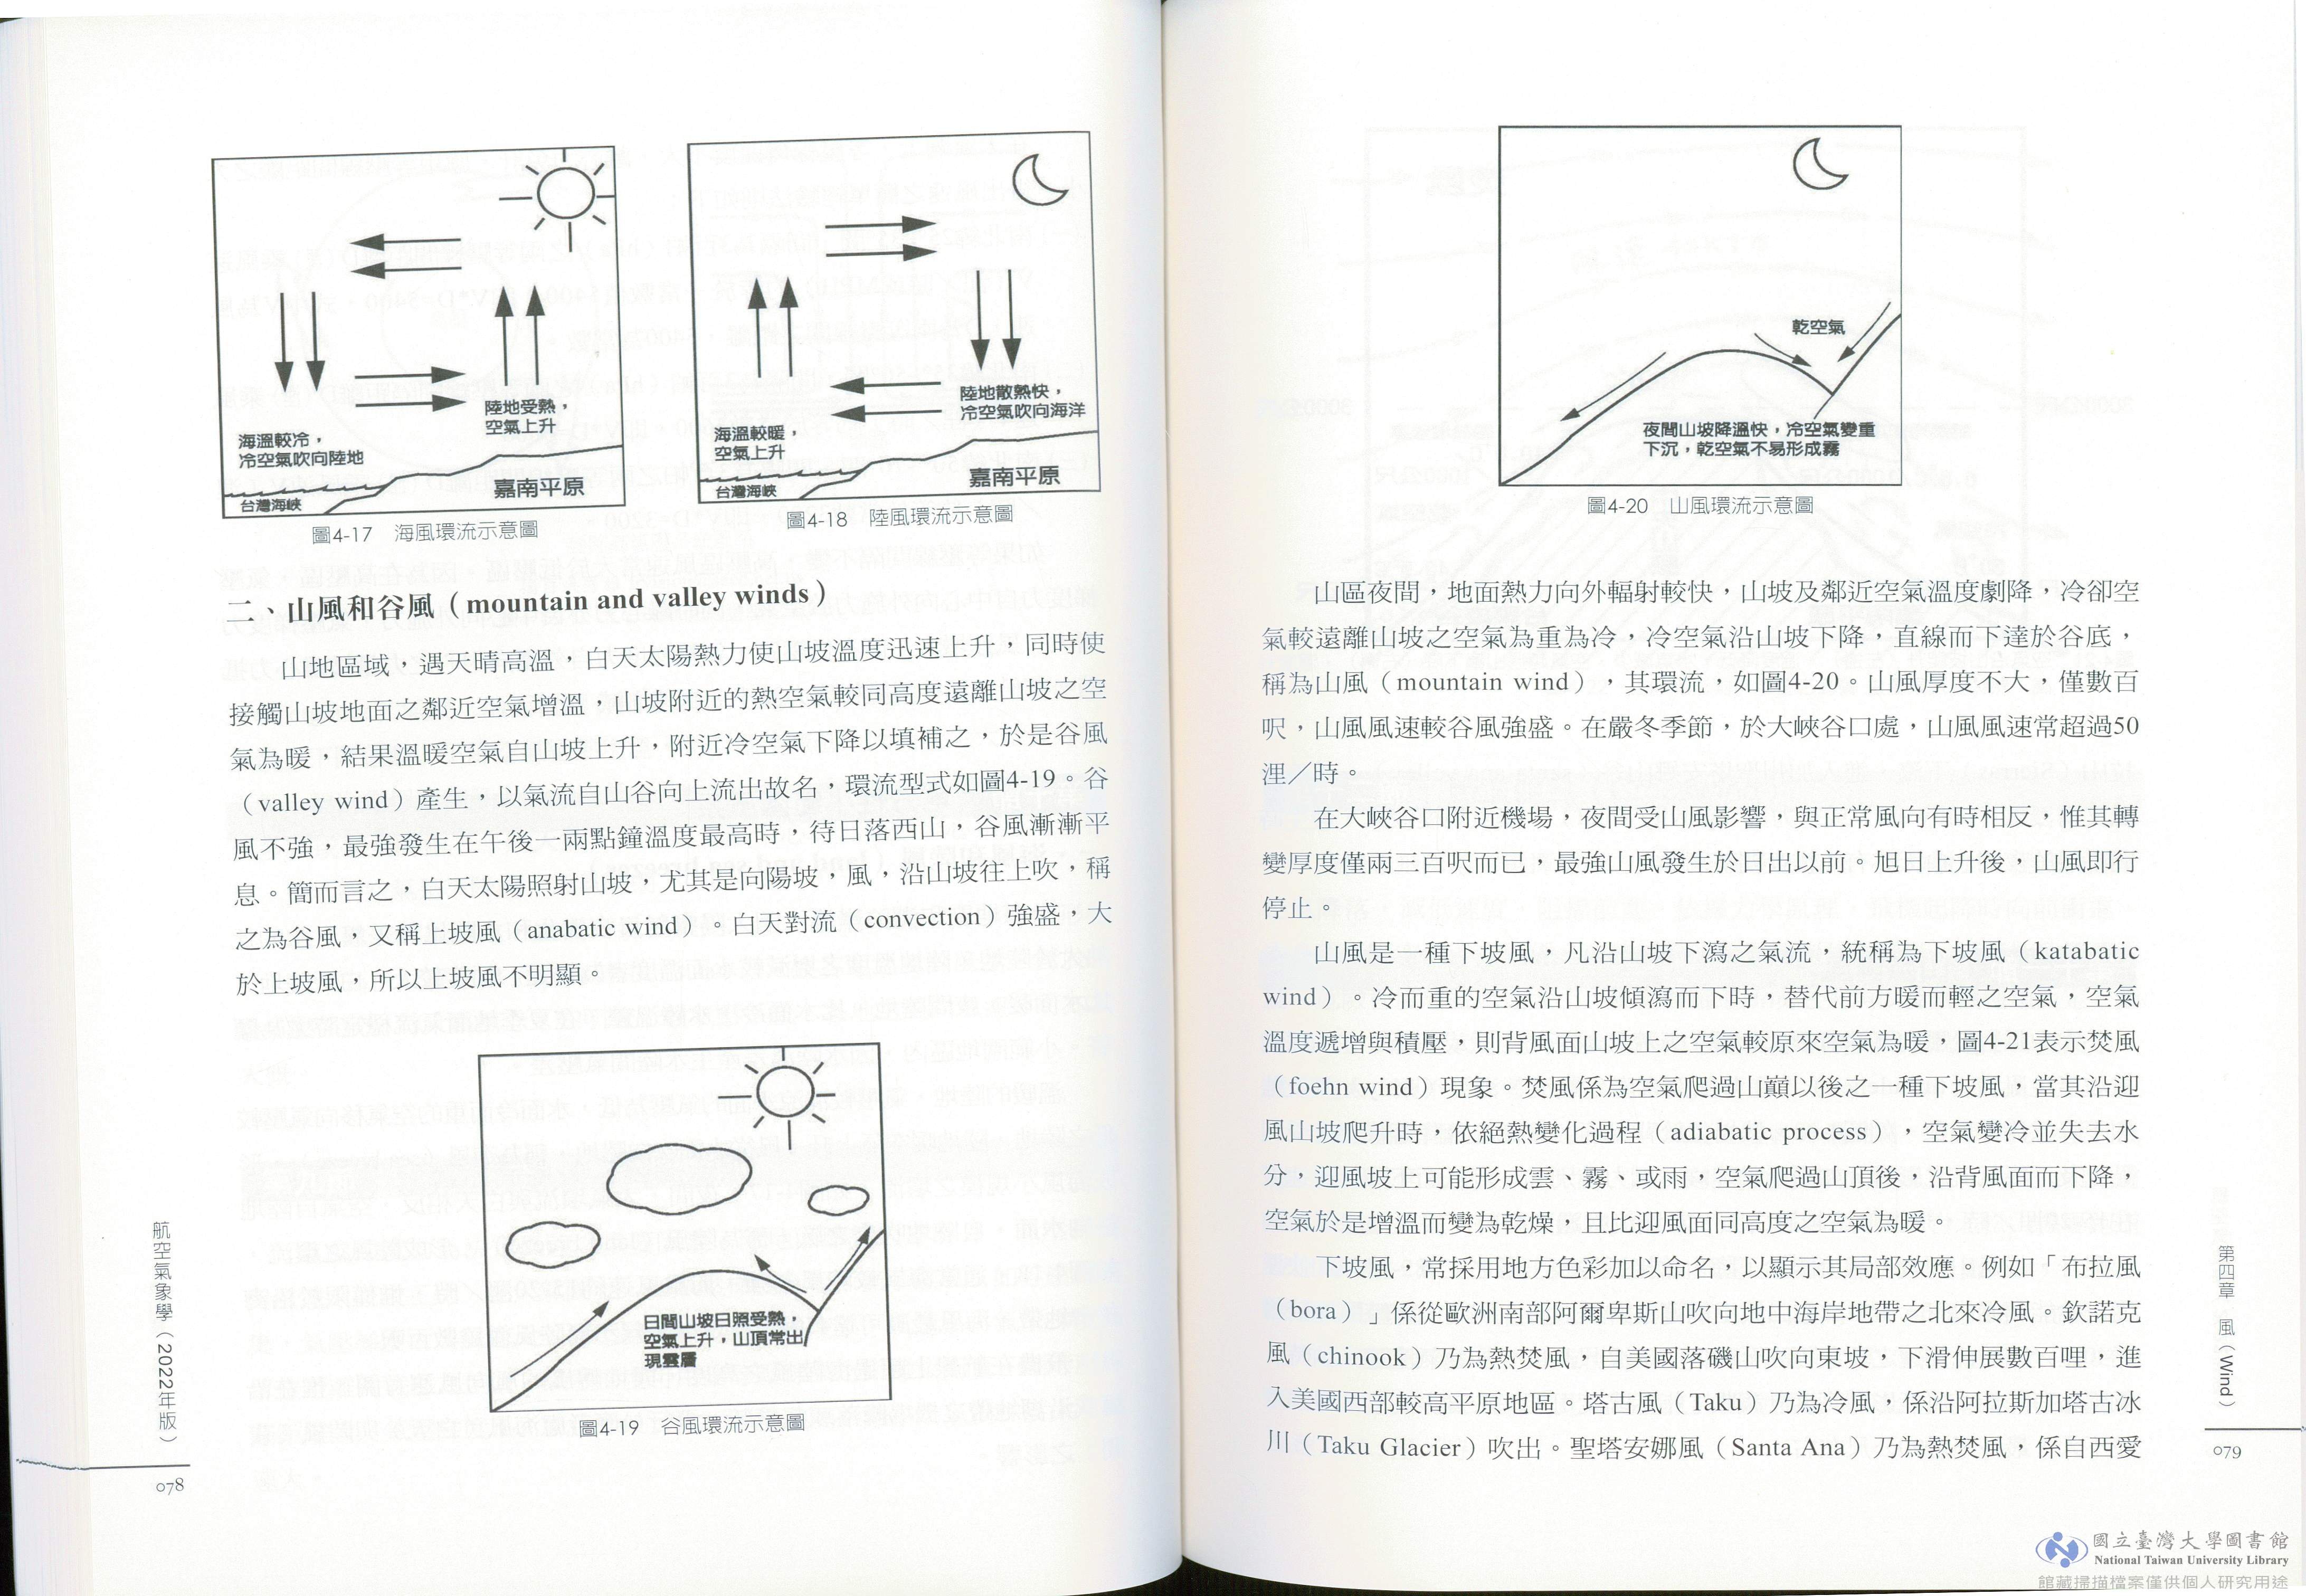 海溫較冷，
冷空氣吹向陸地
陸地受熱，
空氣上升
台灣海峽
嘉南平原
圖4-17 海風環流示意圖
海溫較暖，
空氣上升
陸地散熱快，
冷空氣吹向海洋
台灣海峽
嘉南平原
圖4-18 陸風環流示意圖
二、山風和谷風（mountain and valley winds）
山地區域，遇天晴高溫，白天太陽熱力使山坡溫度迅速上升，同時使
接觸山坡地面之鄰近空氣增溫，山坡附近的熱空氣較同高度遠離山坡之空
氣為暖，結果溫暖空氣自山坡上升，附近冷空氣下降以填補之，於是谷風
（valley wind）產生，以氣流自山谷向上流出故名，環流型式如圖4-19。谷
風不強，最強發生在午後一兩點鐘溫度最高時，待日落西山，谷風漸漸平
息。簡而言之，白天太陽照射山坡，尤其是向陽坡，風，沿山坡往上吹，稱
之為谷風，又稱上坡風（anabatic wind）。白天對流（convection）強盛，大
於上坡風，所以上坡風不明顯。
日間山坡日照受熱，
空氣上升，山頂常出
現雲層
圖4-19 谷風環流示意圖
航空氣象學（2022年版）
078
乾空氣
夜間山坡降溫快，冷空氣變重
下沉，乾空氣不易形成霧
圖4-20 山風環流示意圖
山區夜間，地面熱力向外輻射較快，山坡及鄰近空氣溫度劇降，冷卻空
氣較遠離山坡之空氣為重為冷，冷空氣沿山坡下降，直線而下達於谷底，
稱為山風（mountain wind），其環流，如圖4-20。山風厚度不大，僅數百
呎，山風風速較谷風強盛。在嚴冬季節，於大峽谷口處，山風風速常超過50
浬／時。
在大峽谷口附近機場，夜間受山風影響，與正常風向有時相反，惟其轉
變厚度僅兩三百呎而已，最強山風發生於日出以前。旭日上升後，山風即行
停止。
山風是一種下坡風，凡沿山坡下瀉之氣流，統稱為下坡風（katabatic
wind）。冷而重的空氣沿山坡傾瀉而下時，替代前方暖而輕之空氣，空氣
溫度遞增與積壓，則背風面山坡上之空氣較原來空氣為暖，圖4-21表示焚風
（foehn wind）現象。焚風係為空氣爬過山巔以後之一種下坡風，當其沿迎
風山坡爬升時，依絕熱變化過程（adiabatic process），空氣變冷並失去水
分，迎風坡上可能形成雲、霧、或雨，空氣爬過山頂後，沿背風面而下降，
空氣於是增溫而變為乾燥，且比迎風面同高度之空氣為暖。
下坡風，常採用地方色彩加以命名，以顯示其局部效應。例如「布拉風
（bora）」係從歐洲南部阿爾卑斯山吹向地中海岸地帶之北來冷風。欽諾克
風（chinook）乃為熱焚風，自美國落磯山吹向東坡，下滑伸展數百哩，進
入美國西部較高平原地區。塔古風（Taku）乃為冷風，係沿阿拉斯加塔古冰
川（Taku Glacier）吹出。聖塔安娜風（Santa Ana）乃為熱焚風，係自西愛
第四章 風（Wind）
079
國立臺灣大學圖書館
National Taiwan University Library
館藏掃描檔案僅供個人研究用途